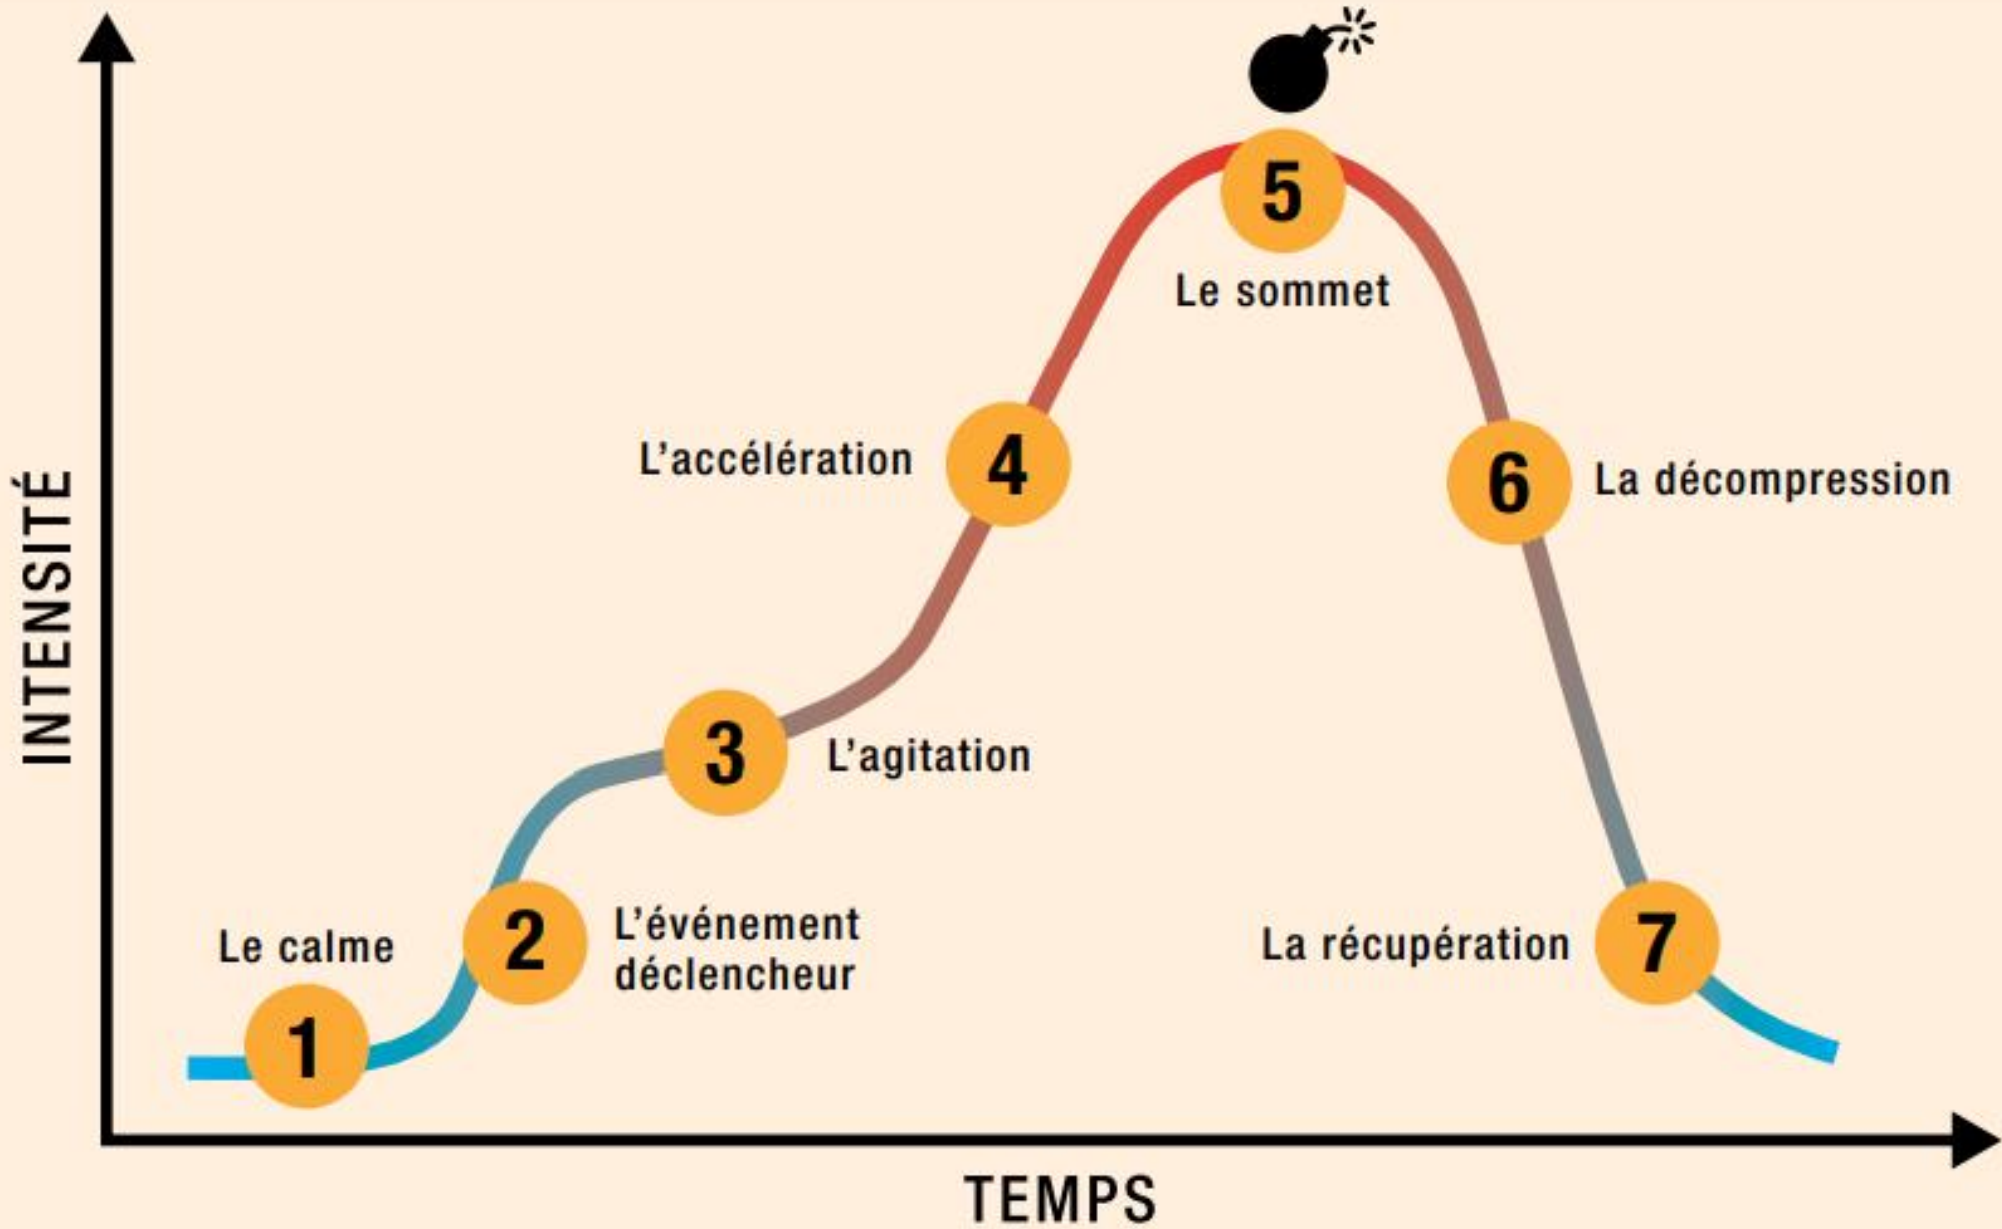 INTENSITÉ
5
Le sommet
L'accélération
4
6
La décompression
3
L'agitation
Le calme
1
2
L'événement
déclencheur
La récupération
7
TEMPS